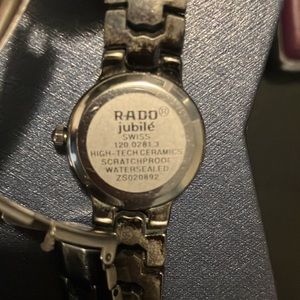 RADO®
jubilé
SWISS
120.0281.3
HIGH-TECH CERAMICS
SCRATCHPROOF
WATERSEALED
ZS020892